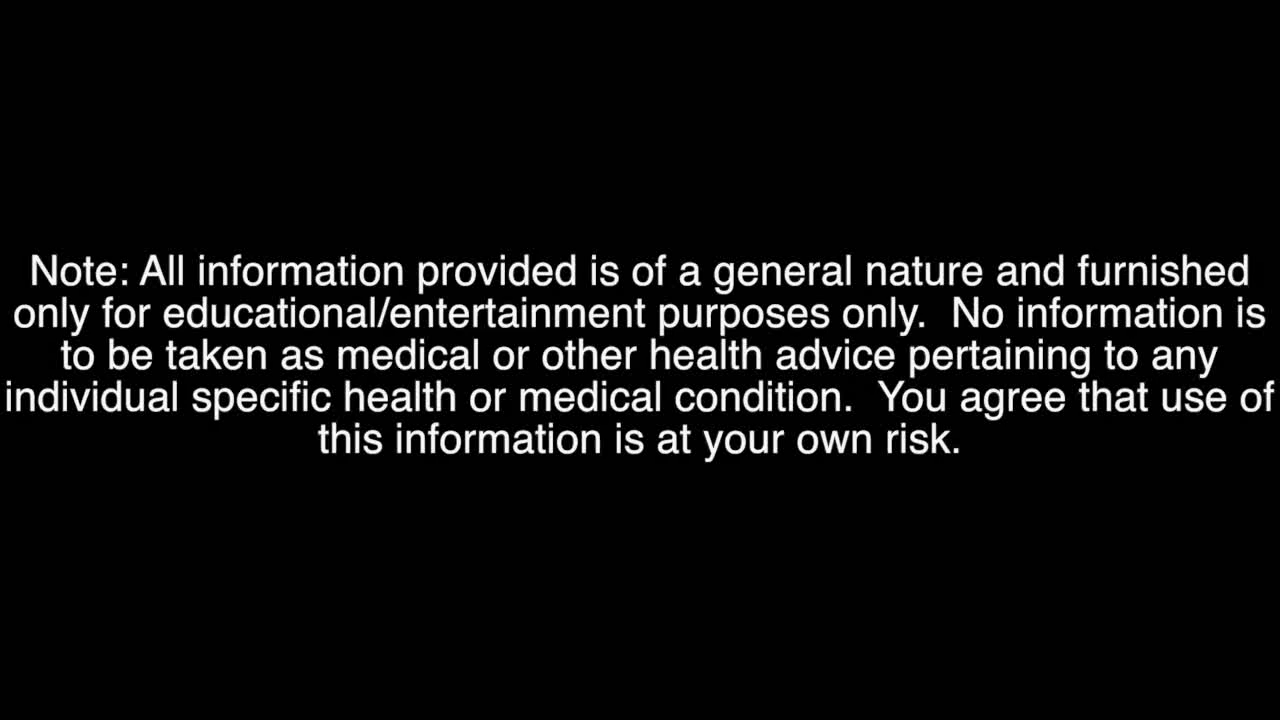 Note: All information provided is of a general nature and furnished
only for educational/entertainment purposes only.  No information is
to be taken as medical or other health advice pertaining to any
individual specific health or medical condition.  You agree that use of
this information is at your own risk.